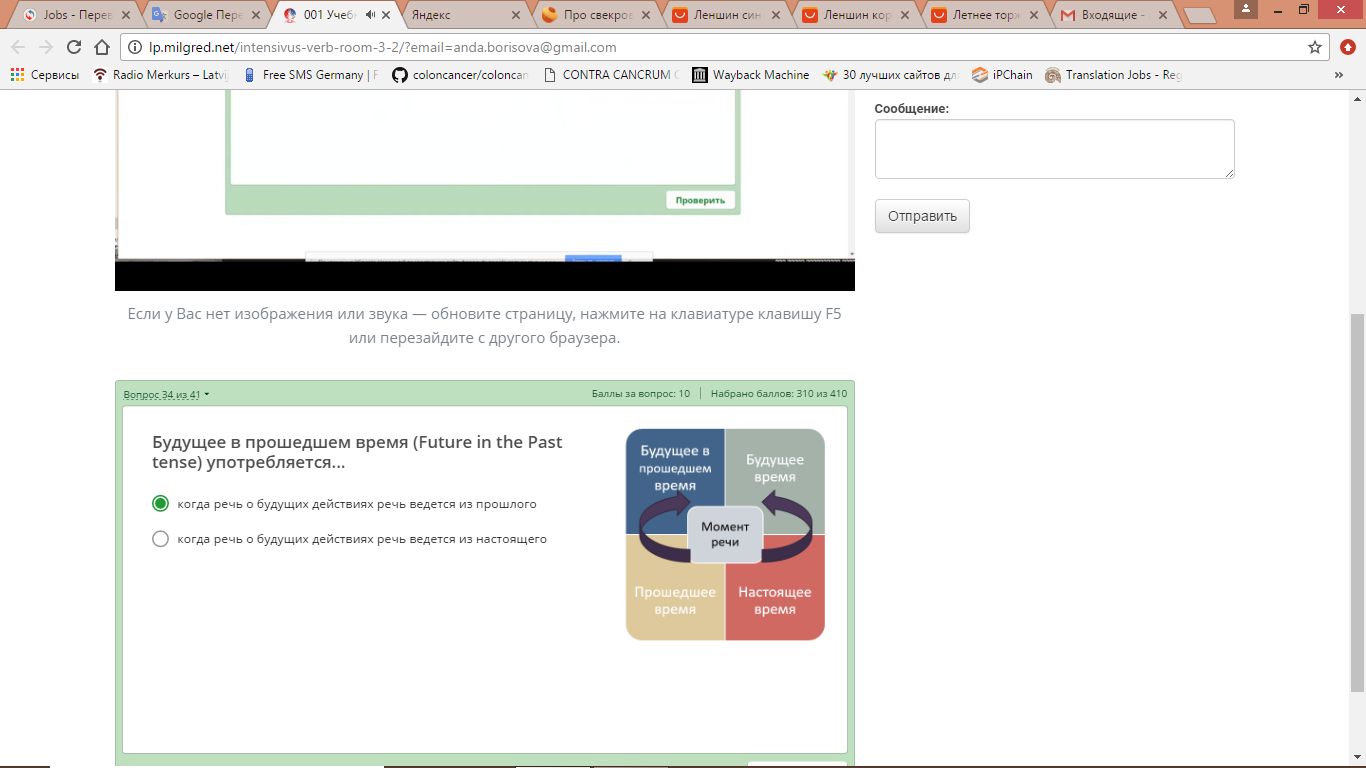 Jobs - Перев
Google Пере
001 Учебн
Яндекс
Про свекров
Леншин син
Леншин кор
Летнее торж
Входящие -
lp.milgred.net/intensivus-verb-room-3-2/?email=anda.borisova@gmail.com
Сервисы
Radio Merkurs – Latvij
Free SMS Germany | F
coloncancer/coloncan
CONTRA CANCRUM C
Wayback Machine
30 лучших сайтов для
iPChain
Translation Jobs - Reg
»
Проверить
Сообщение:
Отправить
Если у Вас нет изображения или звука — обновите страницу, нажмите на клавиатуре клавишу F5
или перезайдите с другого браузера.
Вопрос 34 из 41
Баллы за вопрос: 10
Набрано баллов: 310 из 410
Будущее в прошедшем время (Future in the Past
tense) употребляется...
когда речь о будущих действиях речь ведется из прошлого
когда речь о будущих действиях речь ведется из настоящего
Будущее в
прошедшем
время
Будущее
время
Момент
речи
Прошедшее
время
Настоящее
время